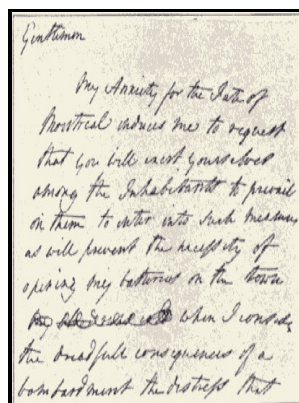 Gentlemen
My Anxiety for the Fate of
Montreal induces me to request
that you will exert yourselves
among the Inhabitants to prevail
on them to enter into such measures
as will prevent the necessity of
opening my batteries on the town
when I consider
the dreadfull consequences of a
bombardment the distress that